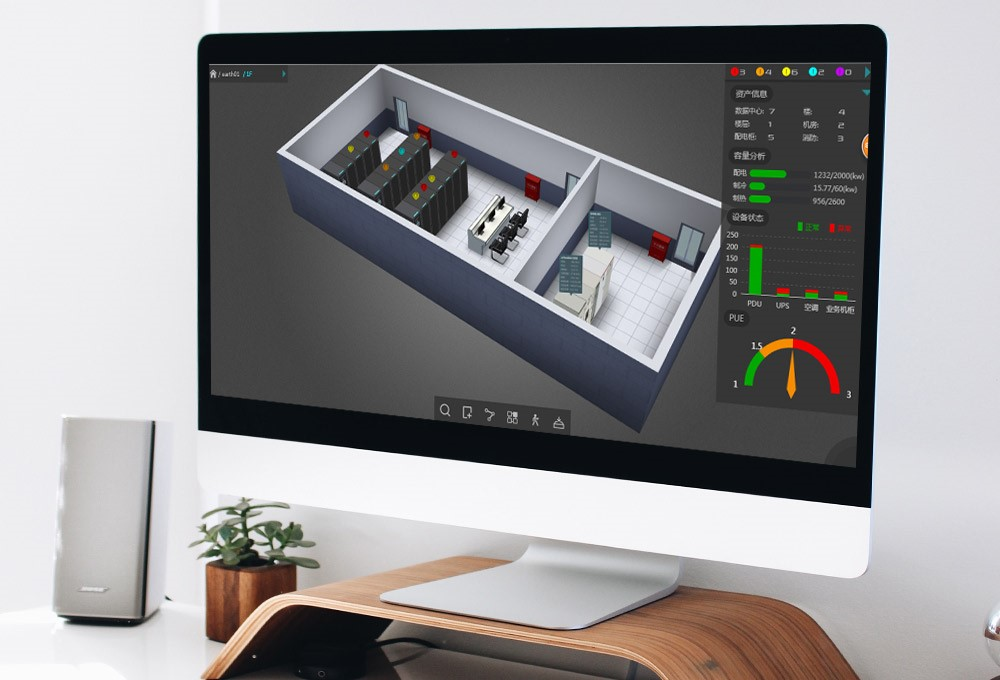 / earth01 / 1F
3 4 6 2 0
资产信息
数据中心: 7 楼: 4
楼层: 1 机房: 2
配电柜: 5 消防: 3
容量分析
配电 1232/2000(kw)
制冷 15.77/60(kw)
制热 956/2600
设备状态
正常
250
200
150
100
50
0
PDU UPS 空调 业务机柜
PUE
1 1.5 2 3
BOSE